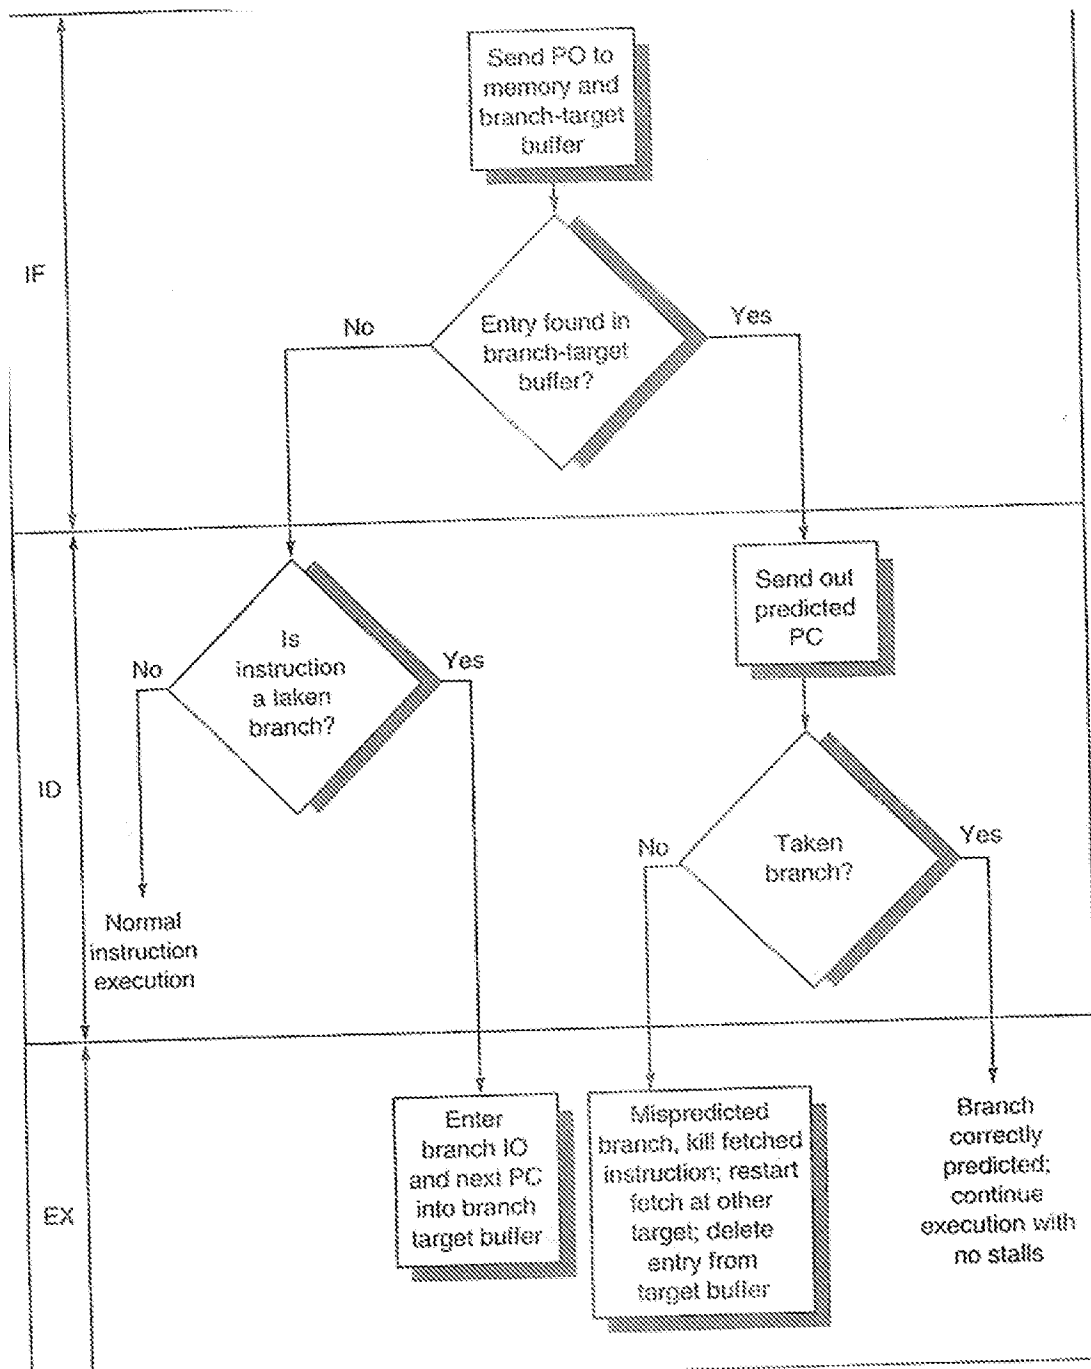 Send PO to
memory and
branch-target
buffer
IF
No
Entry found in
branch-target
buffer?
Yes
ID
No
Is
instruction
a taken
branch?
Yes
Send out
predicted
PC
No
Taken
branch?
Yes
Normal
instruction
execution
EX
Enter
branch IO
and next PC
into branch
target buffer
Mispredicted
branch, kill fetched
instruction; restart
fetch at other
target; delete
entry from
target buffer
Branch
correctly
predicted;
continue
execution with
no stalls